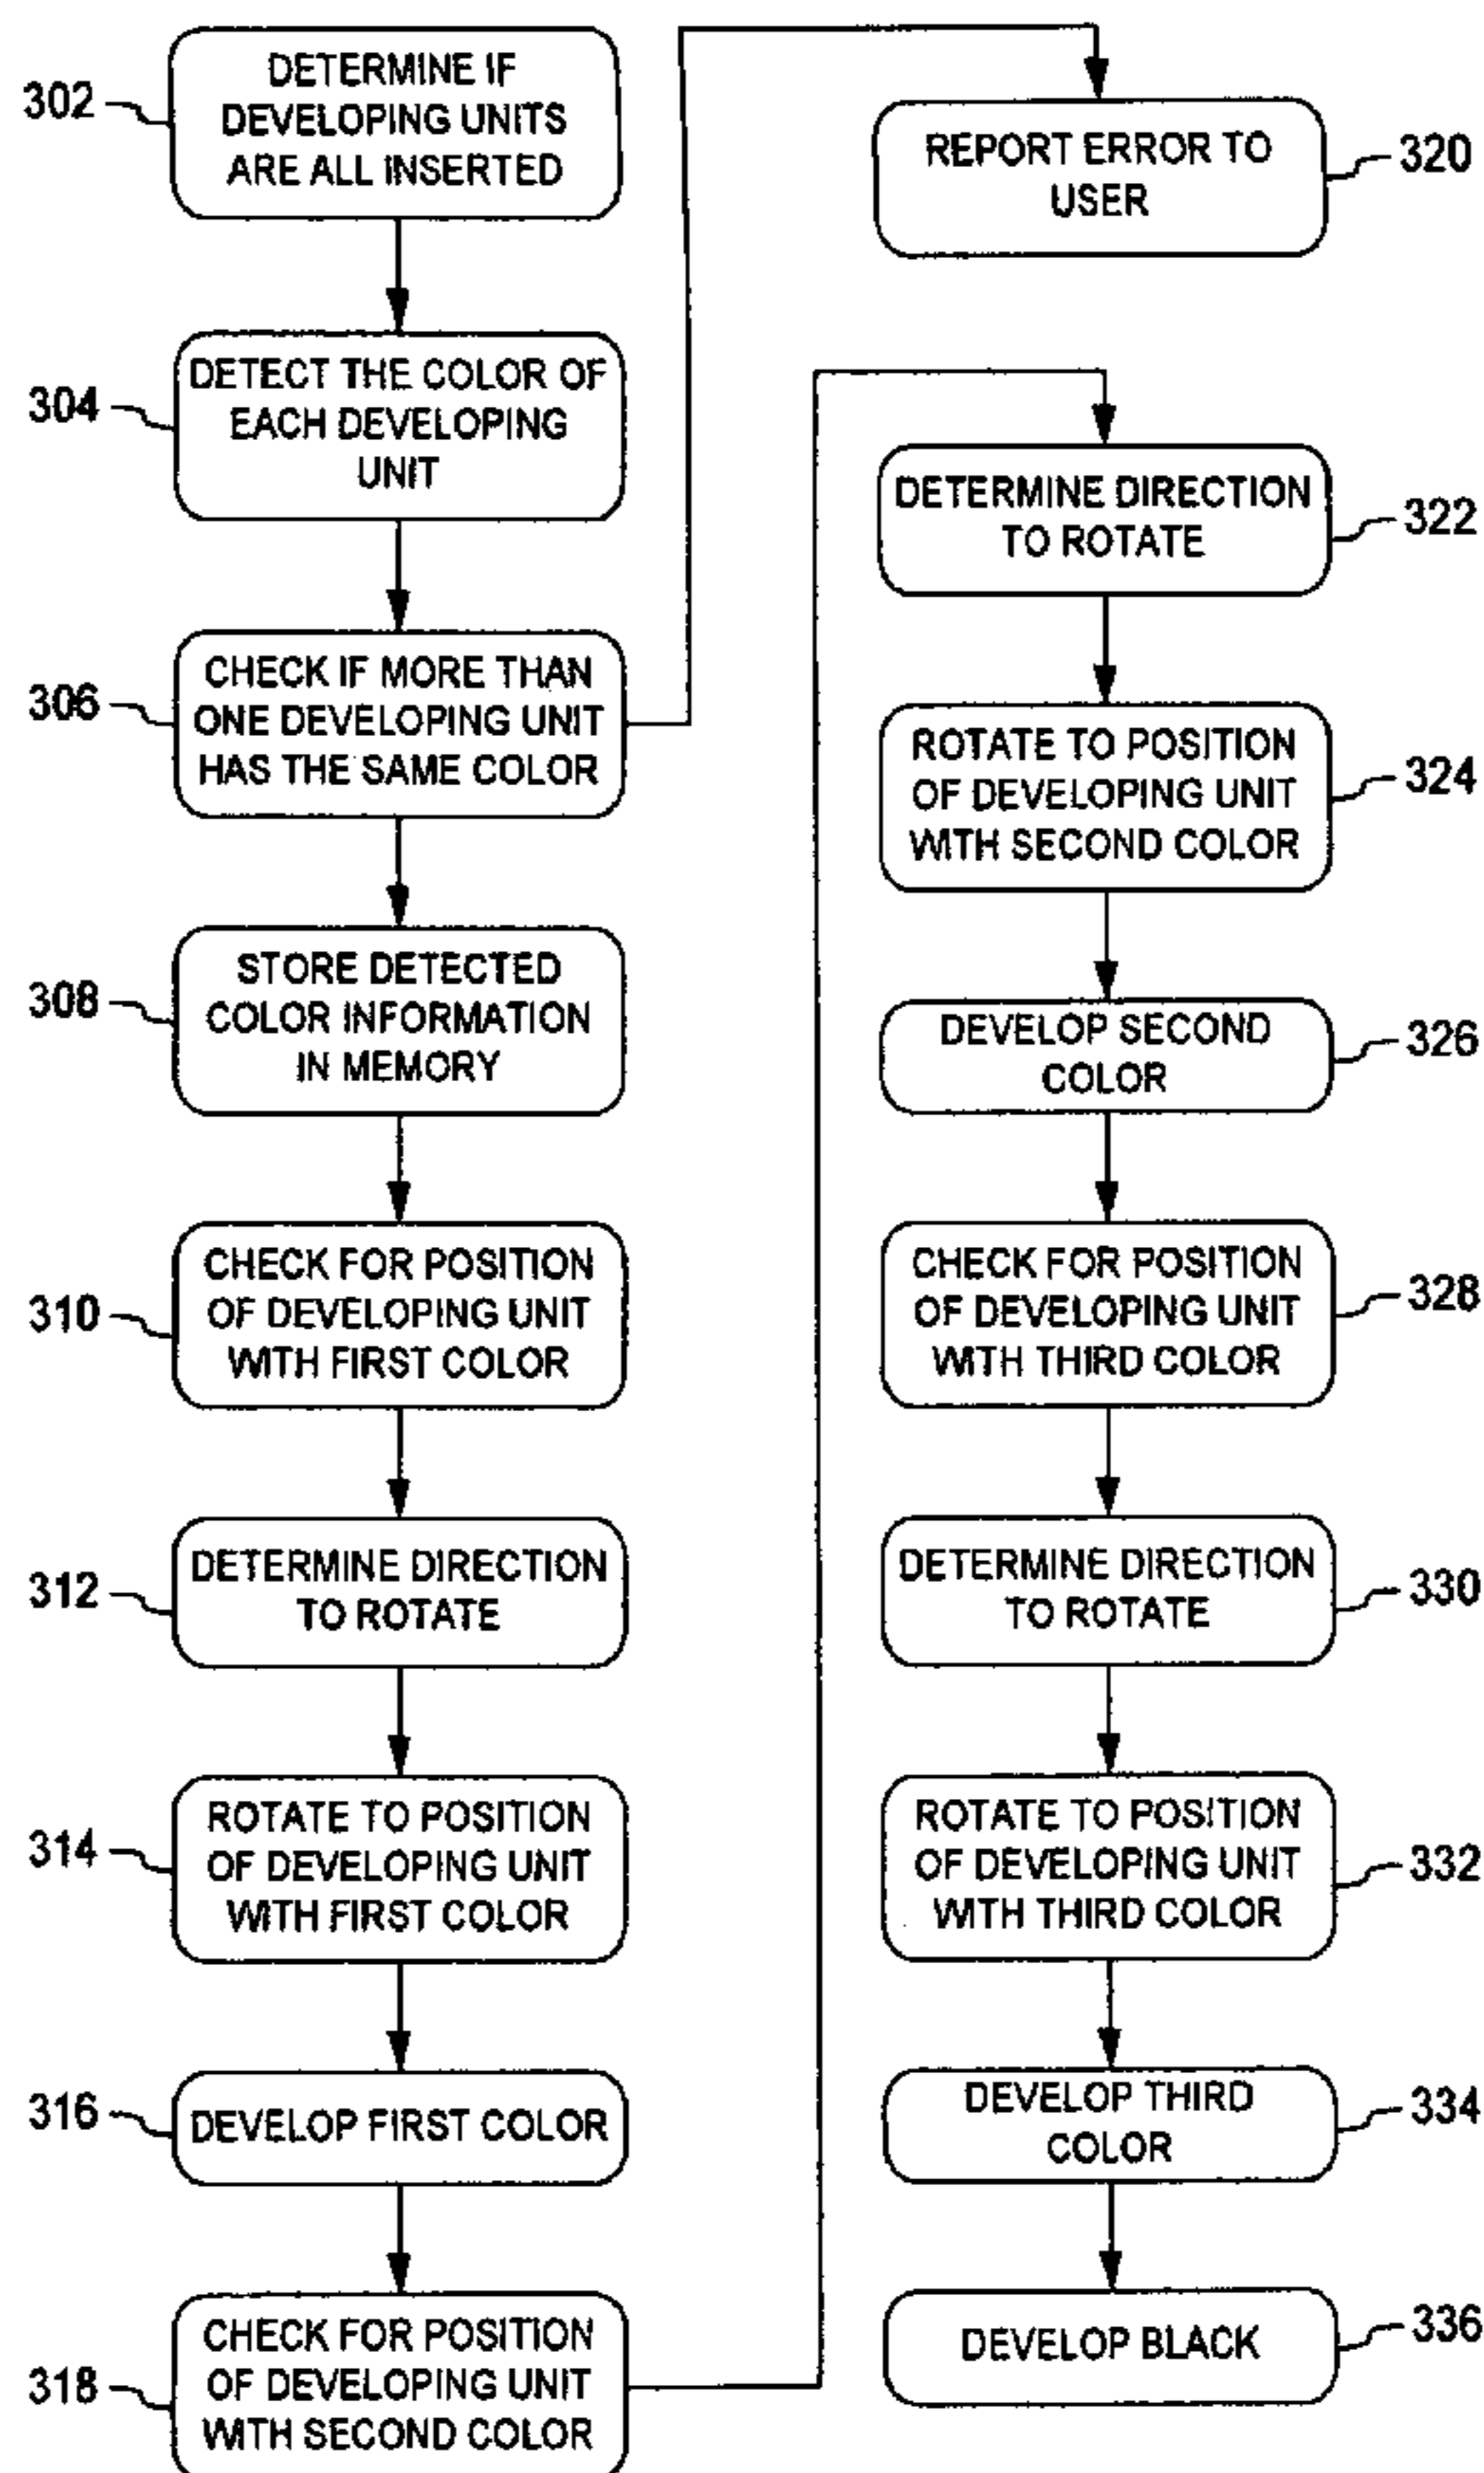 302
DETERMINE IF
DEVELOPING UNITS
ARE ALL INSERTED
304
DETECT THE COLOR OF
EACH DEVELOPING
UNIT
306
CHECK IF MORE THAN
ONE DEVELOPING UNIT
HAS THE SAME COLOR
308
STORE DETECTED
COLOR INFORMATION
IN MEMORY
310
CHECK FOR POSITION
OF DEVELOPING UNIT
WITH FIRST COLOR
312
DETERMINE DIRECTION
TO ROTATE
314
ROTATE TO POSITION
OF DEVELOPING UNIT
WITH FIRST COLOR
316
DEVELOP FIRST COLOR
318
CHECK FOR POSITION
OF DEVELOPING UNIT
WITH SECOND COLOR
REPORT ERROR TO
USER
320
DETERMINE DIRECTION
TO ROTATE
322
ROTATE TO POSITION
OF DEVELOPING UNIT
WITH SECOND COLOR
324
DEVELOP SECOND
COLOR
326
CHECK FOR POSITION
OF DEVELOPING UNIT
WITH THIRD COLOR
328
DETERMINE DIRECTION
TO ROTATE
330
ROTATE TO POSITION
OF DEVELOPING UNIT
WITH THIRD COLOR
332
DEVELOP THIRD
COLOR
334
DEVELOP BLACK
336